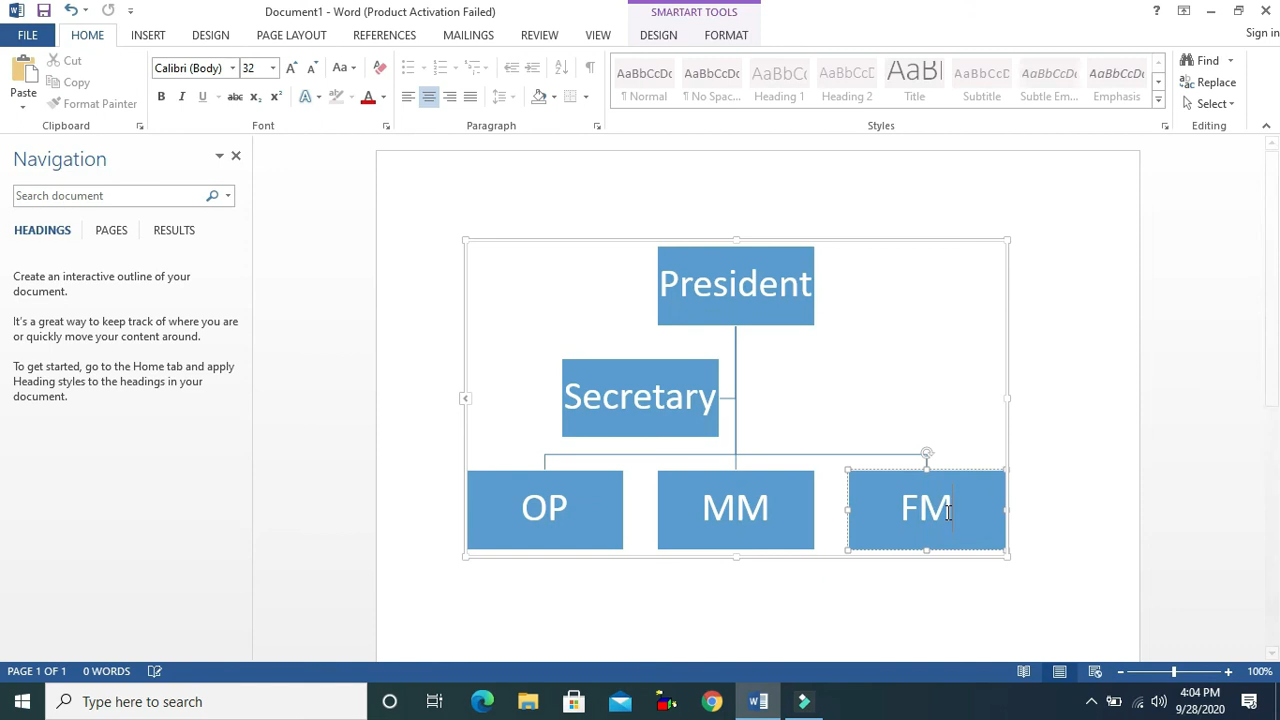 Document1 - Word (Product Activation Failed)
SMARTART TOOLS
?
FILE HOME INSERT DESIGN PAGE LAYOUT REFERENCES MAILINGS REVIEW VIEW DESIGN FORMAT Sign in
Paste
Cut
Copy
Format Painter
Clipboard
Calibri (Body) 32
Aa
B I U abc X₂ X² A A
Font
Paragraph
AaBbCcDc AaBbCcDc AaBbCc AaBbCcD AaBl AaBbCcD AaBbCcDc AaBbCcDc
¶ Normal ¶ No Spac... Heading 1 Heading 2 Title Subtitle Subtle Em... Emphasis
Styles
Find
Replace
Select
Editing
Navigation
Search document
HEADINGS PAGES RESULTS
Create an interactive outline of your
document.
It's a great way to keep track of where you are
or quickly move your content around.
To get started, go to the Home tab and apply
Heading styles to the headings in your
document.
President
Secretary
OP MM FM
PAGE 1 OF 1 0 WORDS 100%
Type here to search
4:04 PM
9/28/2020